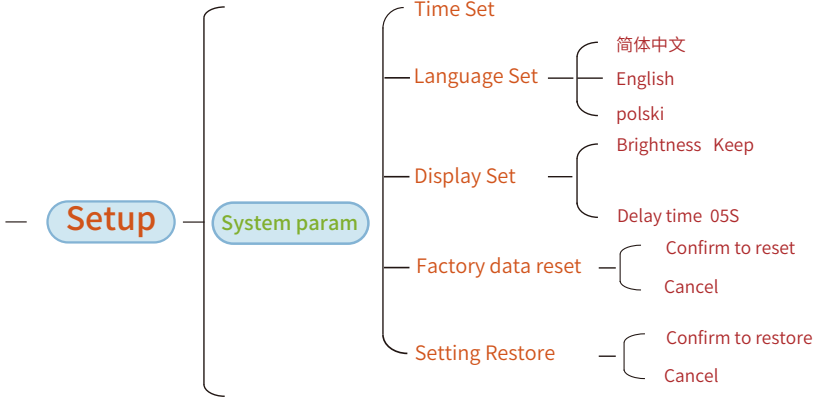 Time Set
简体中文
Language Set
English
polski
Brightness Keep
Display Set
Setup
System param
Delay time 05S
Confirm to reset
Factory data reset
Cancel
Confirm to restore
Setting Restore
Cancel